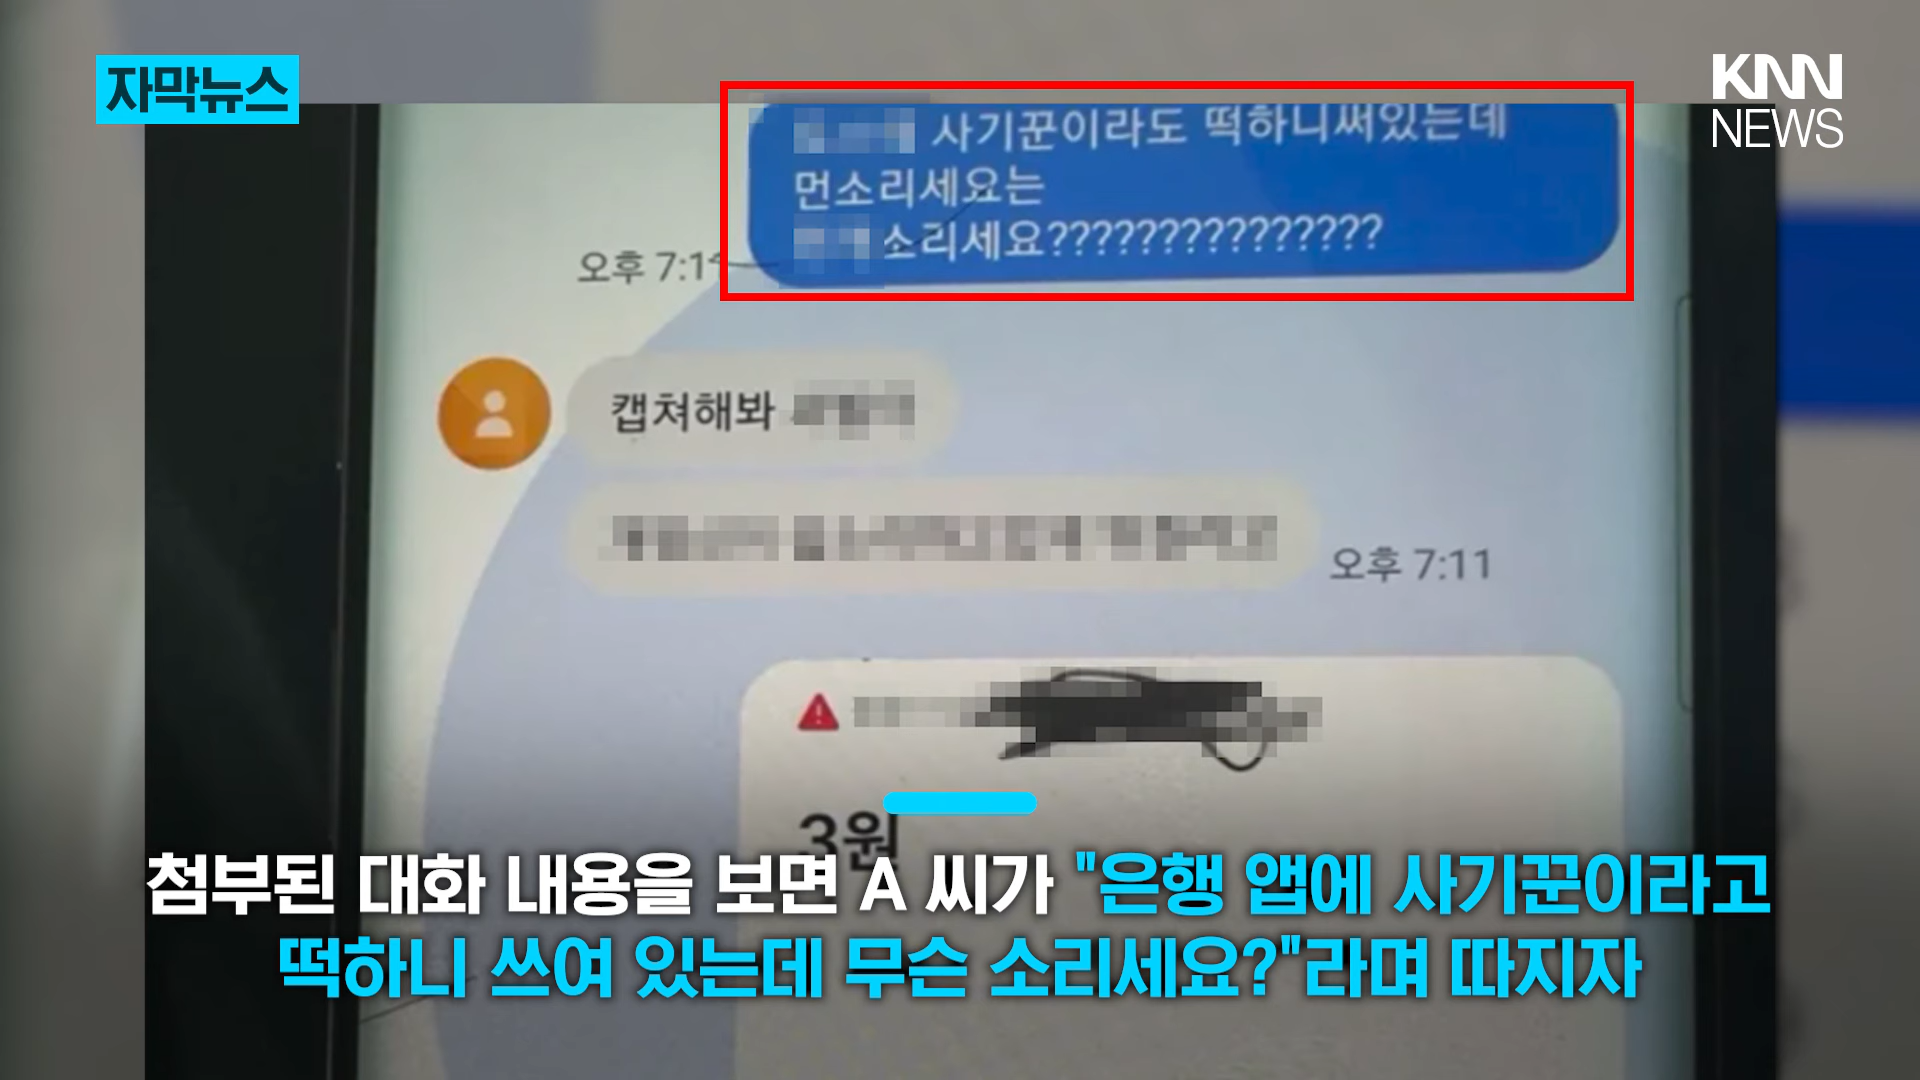 자막뉴스
KNN
NEWS
사기꾼이라도 떡하니써있는데
먼소리세요는
소리세요???????????????
오후 7:1
캡쳐해봐
오후 7:11
3원
첨부된 대화 내용을 보면 A 씨가 "은행 앱에 사기꾼이라고
떡하니 쓰여 있는데 무슨 소리세요?"라며 따지자